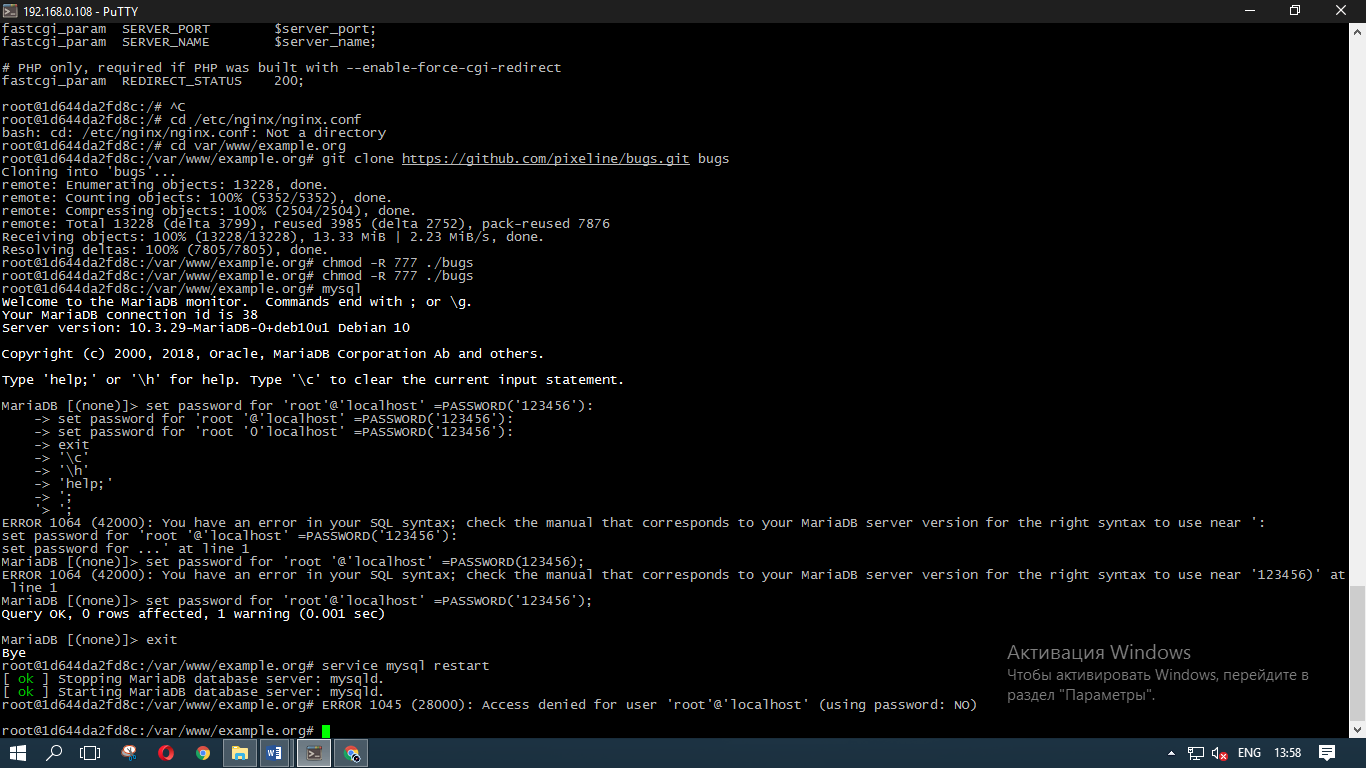 192.168.0.108 - PuTTY
fastcgi_param  SERVER_PORT        $server_port;
fastcgi_param  SERVER_NAME        $server_name;
# PHP only, required if PHP was built with --enable-force-cgi-redirect
fastcgi_param  REDIRECT_STATUS    200;
root@1d644da2fd8c:/# ^C
root@1d644da2fd8c:/# cd /etc/nginx/nginx.conf
bash: cd: /etc/nginx/nginx.conf: Not a directory
root@1d644da2fd8c:/# cd var/www/example.org
root@1d644da2fd8c:/var/www/example.org# git clone https://github.com/pixeline/bugs.git bugs
Cloning into 'bugs'...
remote: Enumerating objects: 13228, done.
remote: Counting objects: 100% (5352/5352), done.
remote: Compressing objects: 100% (2504/2504), done.
remote: Total 13228 (delta 3799), reused 3985 (delta 2752), pack-reused 7876
Receiving objects: 100% (13228/13228), 13.33 MiB | 2.23 MiB/s, done.
Resolving deltas: 100% (7805/7805), done.
root@1d644da2fd8c:/var/www/example.org# chmod -R 777 ./bugs
root@1d644da2fd8c:/var/www/example.org# chmod -R 777 ./bugs
root@1d644da2fd8c:/var/www/example.org# mysql
Welcome to the MariaDB monitor.  Commands end with ; or \g.
Your MariaDB connection id is 38
Server version: 10.3.29-MariaDB-0+deb10u1 Debian 10
Copyright (c) 2000, 2018, Oracle, MariaDB Corporation Ab and others.
Type 'help;' or '\h' for help. Type '\c' to clear the current input statement.
MariaDB [(none)]> set password for 'root'@'localhost' =PASSWORD('123456'):
    -> set password for 'root '@'localhost' =PASSWORD('123456'):
    -> set password for 'root '0'localhost' =PASSWORD('123456'):
    -> exit
    -> '\c'
    -> '\h'
    -> 'help;'
    -> ';
    '> ';
ERROR 1064 (42000): You have an error in your SQL syntax; check the manual that corresponds to your MariaDB server version for the right syntax to use near ':
set password for 'root '@'localhost' =PASSWORD('123456'):
set password for ...' at line 1
MariaDB [(none)]> set password for 'root '@'localhost' =PASSWORD(123456);
ERROR 1064 (42000): You have an error in your SQL syntax; check the manual that corresponds to your MariaDB server version for the right syntax to use near '123456)' at
 line 1
MariaDB [(none)]> set password for 'root'@'localhost' =PASSWORD('123456');
Query OK, 0 rows affected, 1 warning (0.001 sec)
MariaDB [(none)]> exit
Bye
root@1d644da2fd8c:/var/www/example.org# service mysql restart
[ ok ] Stopping MariaDB database server: mysqld.
[ ok ] Starting MariaDB database server: mysqld.
root@1d644da2fd8c:/var/www/example.org# ERROR 1045 (28000): Access denied for user 'root'@'localhost' (using password: NO)
root@1d644da2fd8c:/var/www/example.org#
Активация Windows
Чтобы активировать Windows, перейдите в
раздел "Параметры".
ENG 13:58